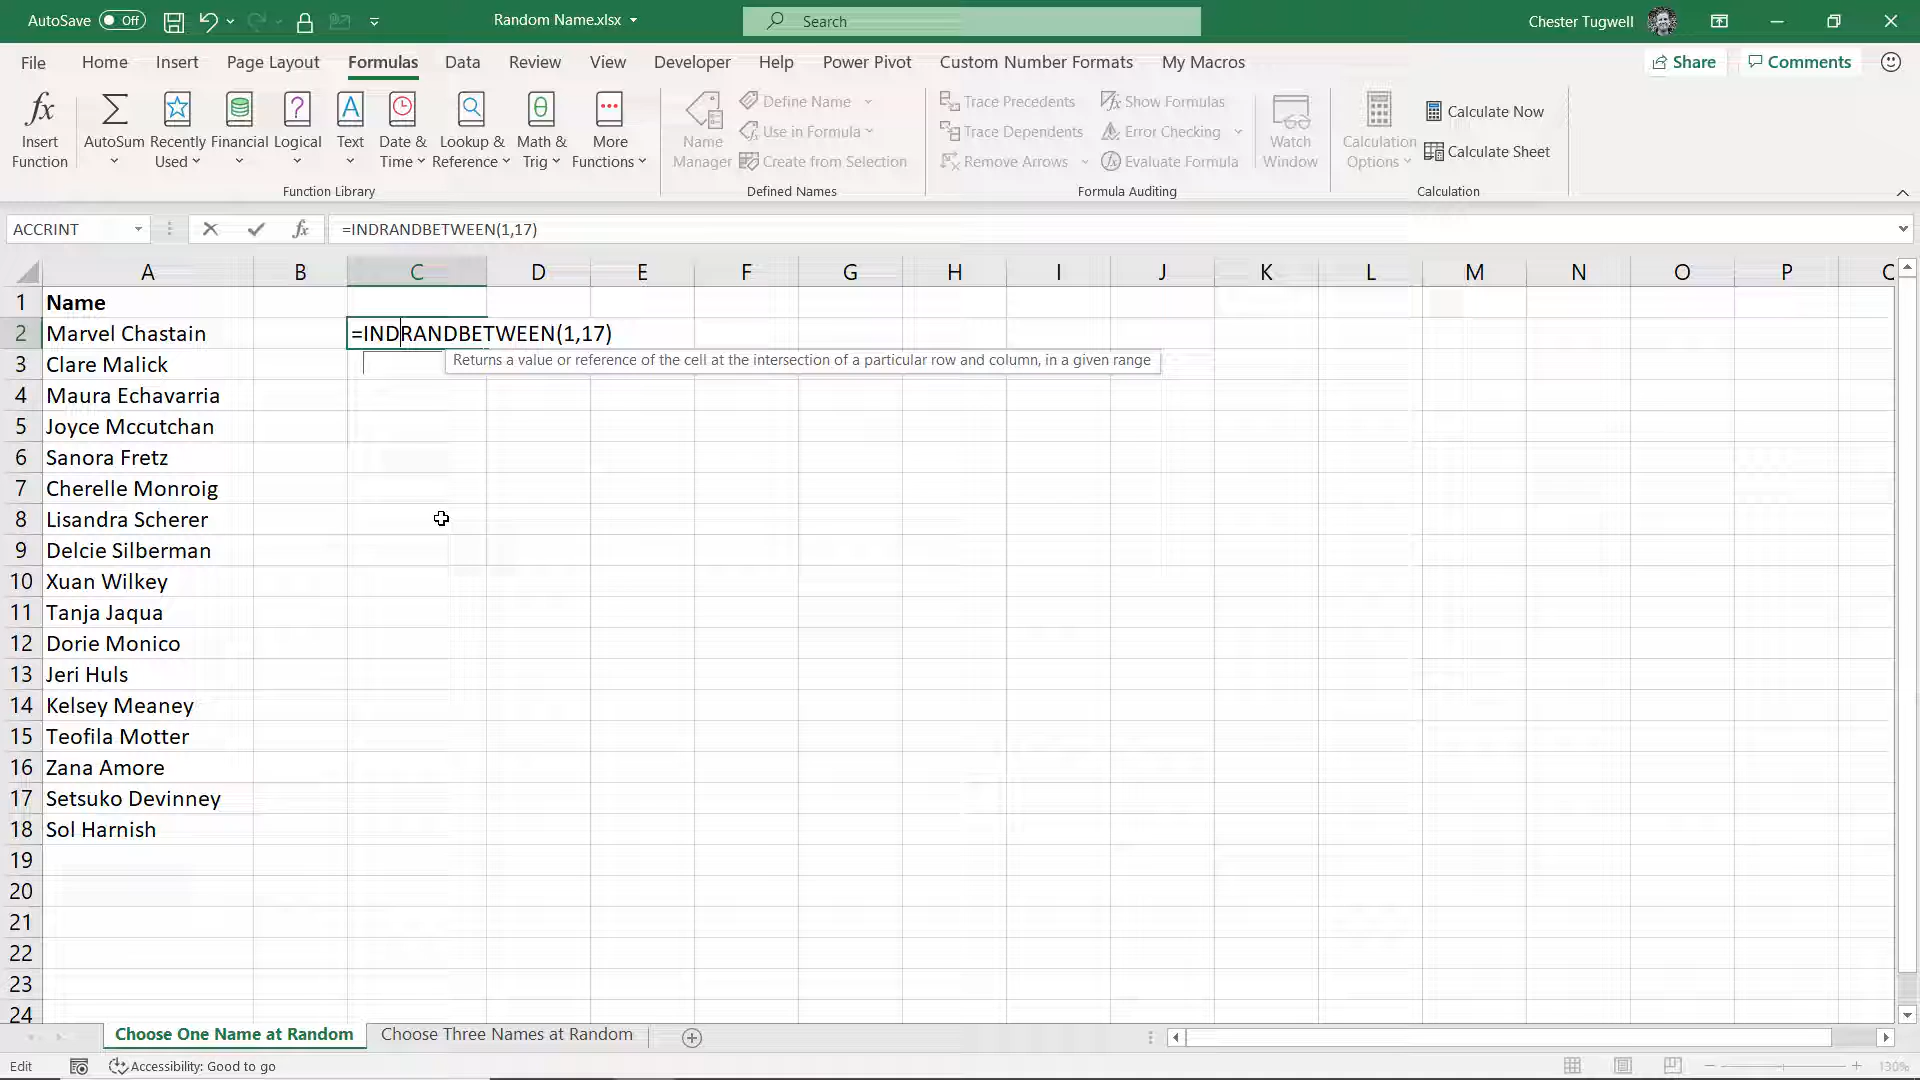 AutoSave Off Random Name.xlsx Search Chester Tugwell
File Home Insert Page Layout Formulas Data Review View Developer Help Power Pivot Custom Number Formats My Macros Share Comments
fx Insert Function
AutoSum
Recently Used
Financial
Logical
Text
Date & Time
Lookup & Reference
Math & Trig
More Functions
Function Library
Name Manager
Define Name
Use in Formula
Create from Selection
Defined Names
Trace Precedents
Trace Dependents
Remove Arrows
Show Formulas
Error Checking
Evaluate Formula
Formula Auditing
Watch Window
Calculation Options
Calculate Now
Calculate Sheet
Calculation
ACCRINT fx =INDRANDBETWEEN(1,17)
A B C D E F G H I J K L M N O P
1 Name
2 Marvel Chastain =INDRANDBETWEEN(1,17)
3 Clare Malick Returns a value or reference of the cell at the intersection of a particular row and column, in a given range
4 Maura Echavarria
5 Joyce Mccutchan
6 Sanora Fretz
7 Cherelle Monroig
8 Lisandra Scherer
9 Delcie Silberman
10 Xuan Wilkey
11 Tanja Jaqua
12 Dorie Monico
13 Jeri Huls
14 Kelsey Meaney
15 Teofila Motter
16 Zana Amore
17 Setsuko Devinney
18 Sol Harnish
19
20
21
22
23
24
Choose One Name at Random Choose Three Names at Random
Edit Accessibility: Good to go 130%